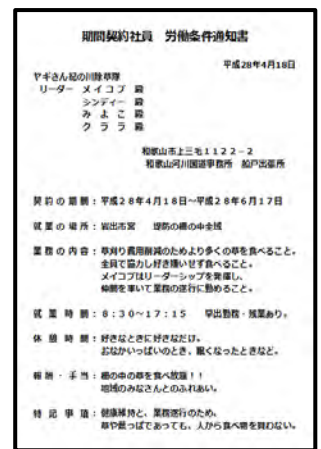 期間契約社員　労働条件通知書
平成28年4月18日
ヤギさん紀の川除草隊
リーダー　メイコブ　殿
シンディー　殿
みよこ　殿
クララ　殿
和歌山市上三毛1122-2
和歌山河川国道事務所　船戸出張所
契約の期間：平成28年4月18日～平成28年6月17日
就業の場所：岩出市宮　堤防の柵の中全域
業務の内容：草刈り費用削減のためより多くの草を食べること。
全員で協力し好き嫌いせず食べること。
メイコブはリーダーシップを発揮し、
仲間を率いて業務の遂行に勤めること。
就業時間：8：30～17：15　早出勤務・残業あり。
休憩時間：好きなときに好きなだけ。
おなかいっぱいのとき、眠くなったときなど。
報酬・手当：柵の中の草を食べ放題！！
地域のみなさんとのふれあい。
特記事項：健康維持と、業務遂行のため、
草や葉っぱであっても、人から食べ物を貰わない。